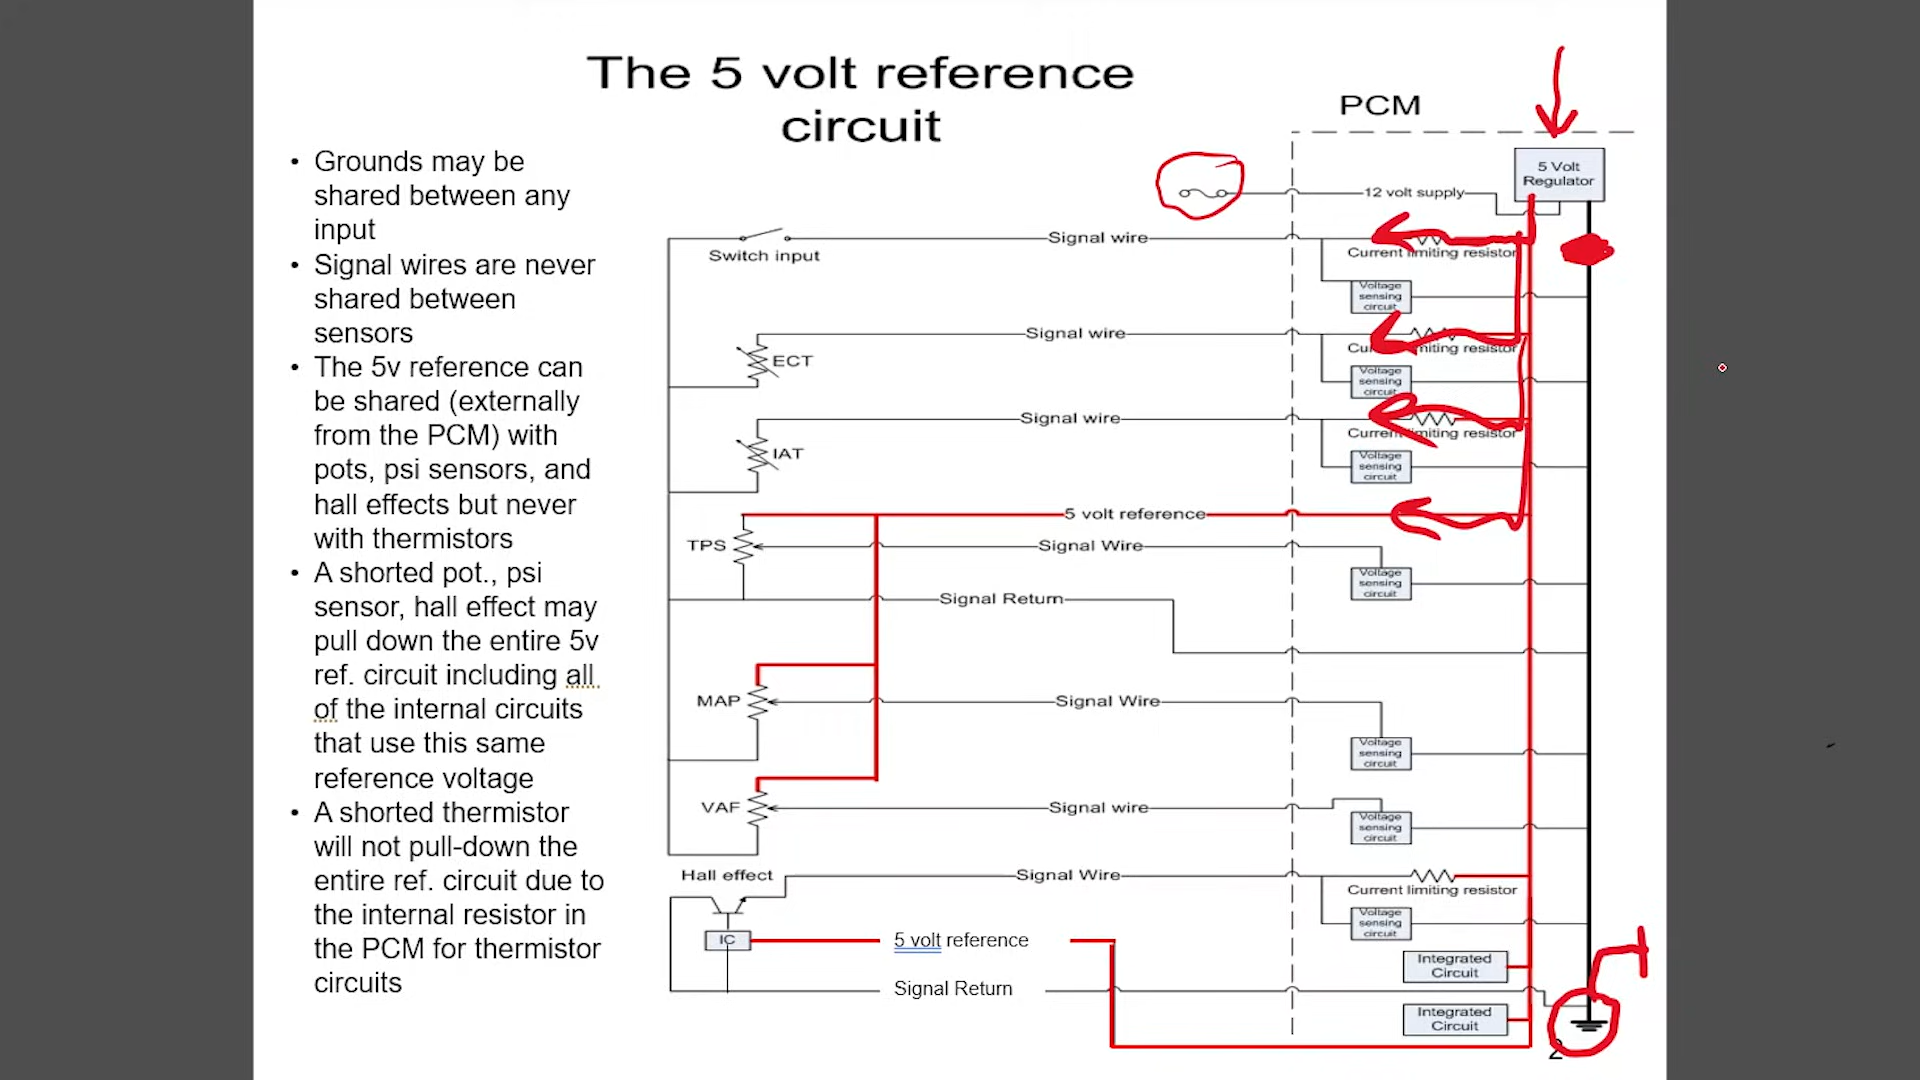 The 5 volt reference
circuit
• Grounds may be
shared between any
input
• Signal wires are never
shared between
sensors
• The 5v reference can
be shared (externally
from the PCM) with
pots, psi sensors, and
hall effects but never
with thermistors
• A shorted pot., psi
sensor, hall effect may
pull down the entire 5v
ref. circuit including all
of the internal circuits
that use this same
reference voltage
• A shorted thermistor
will not pull-down the
entire ref. circuit due to
the internal resistor in
the PCM for thermistor
circuits
PCM
5 Volt
Regulator
12 volt supply
Switch input
Signal wire
Current limiting resistor
Voltage
sensing
circuit
Signal wire
ECT
limiting resistor
Voltage
sensing
circuit
Signal wire
IAT
Current limiting resistor
Voltage
sensing
circuit
5 volt reference
TPS
Signal Wire
Voltage
sensing
circuit
Signal Return
MAP
Signal Wire
Voltage
sensing
circuit
VAF
Signal wire
Voltage
sensing
circuit
Hall effect
Signal Wire
Current limiting resistor
Voltage
sensing
circuit
IC
5 volt reference
Integrated
Circuit
Signal Return
Integrated
Circuit
2